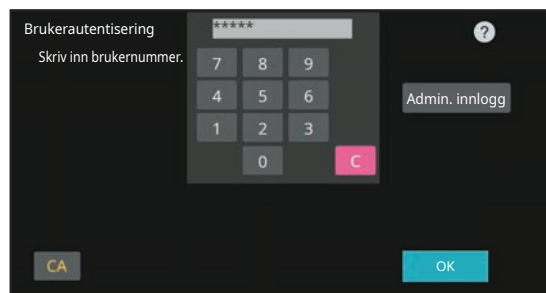 Brukerautentisering
*****
?
Skriv inn brukernummer.
7 8 9
4 5 6
Admin. innlogg
1 2 3
0 C
CA
OK